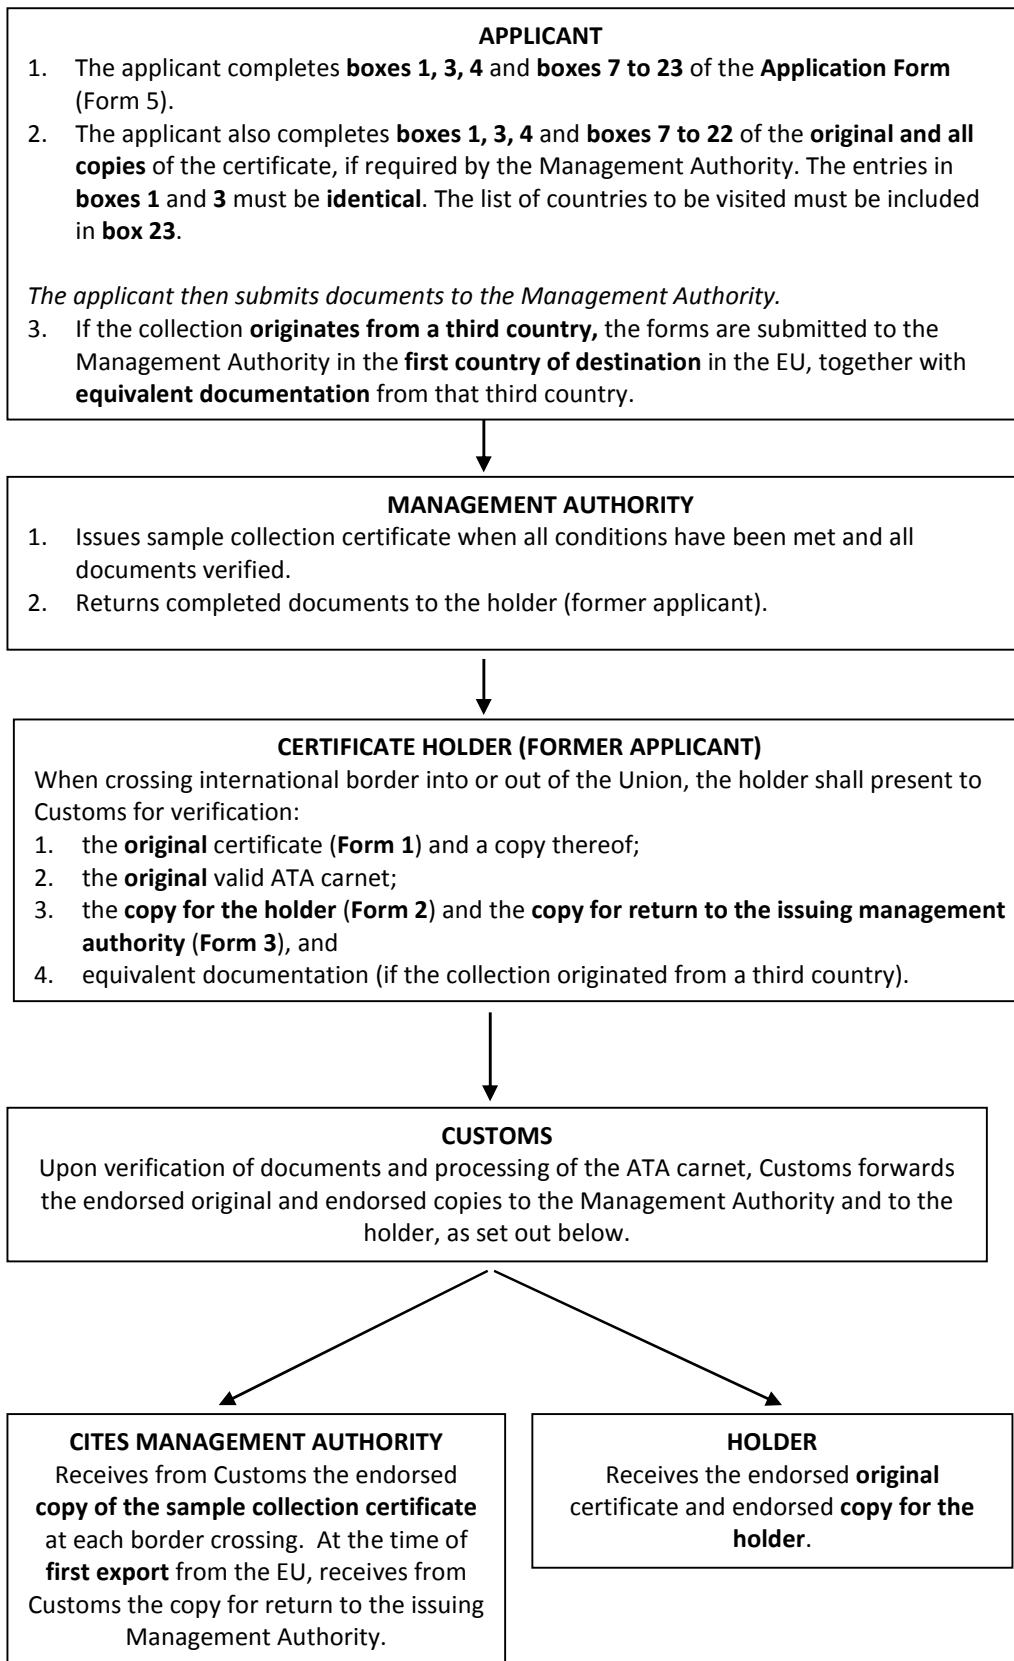 APPLICANT
1. The applicant completes boxes 1, 3, 4 and boxes 7 to 23 of the Application Form
(Form 5).
2. The applicant also completes boxes 1, 3, 4 and boxes 7 to 22 of the original and all
copies of the certificate, if required by the Management Authority. The entries in
boxes 1 and 3 must be identical. The list of countries to be visited must be included
in box 23.
The applicant then submits documents to the Management Authority.
3. If the collection originates from a third country, the forms are submitted to the
Management Authority in the first country of destination in the EU, together with
equivalent documentation from that third country.
MANAGEMENT AUTHORITY
1. Issues sample collection certificate when all conditions have been met and all
documents verified.
2. Returns completed documents to the holder (former applicant).
CERTIFICATE HOLDER (FORMER APPLICANT)
When crossing international border into or out of the Union, the holder shall present to
Customs for verification:
1. the original certificate (Form 1) and a copy thereof;
2. the original valid ATA carnet;
3. the copy for the holder (Form 2) and the copy for return to the issuing management
authority (Form 3), and
4. equivalent documentation (if the collection originated from a third country).
CUSTOMS
Upon verification of documents and processing of the ATA carnet, Customs forwards
the endorsed original and endorsed copies to the Management Authority and to the
holder, as set out below.
CITES MANAGEMENT AUTHORITY
Receives from Customs the endorsed
copy of the sample collection certificate
at each border crossing. At the time of
first export from the EU, receives from
Customs the copy for return to the issuing
Management Authority.
HOLDER
Receives the endorsed original
certificate and endorsed copy for the
holder.